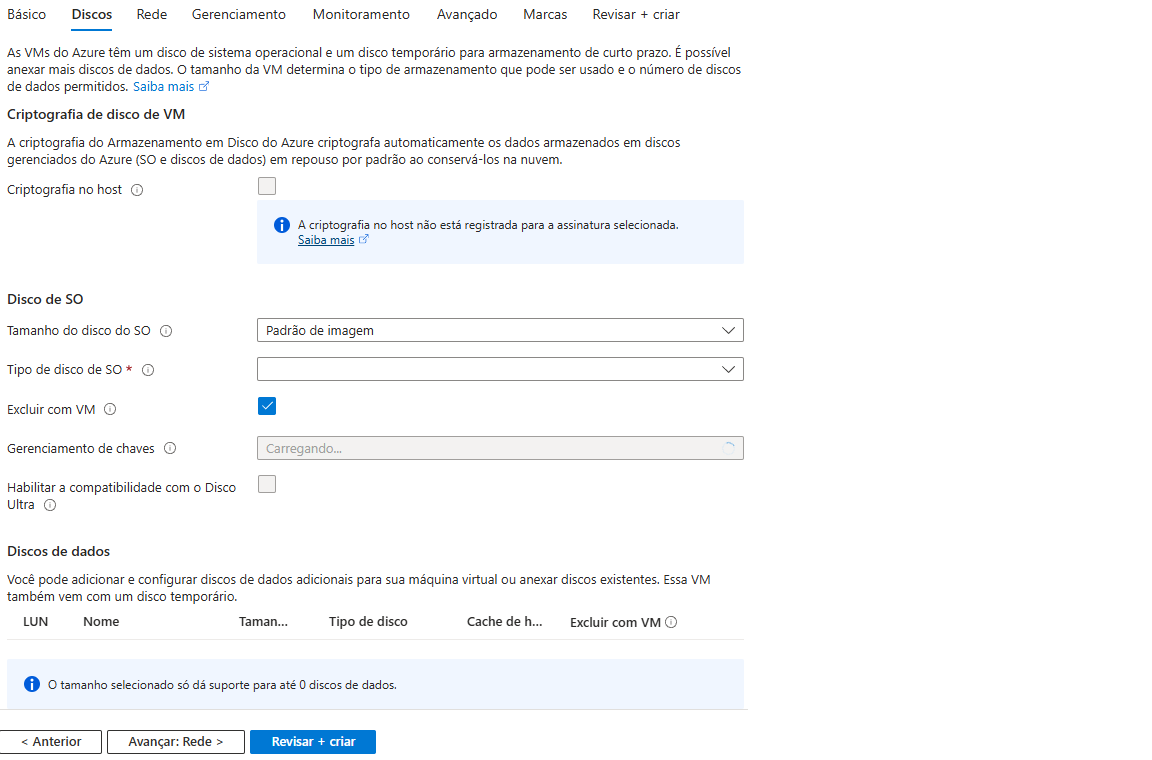 Básico Discos Rede Gerenciamento Monitoramento Avançado Marcas Revisar + criar
As VMs do Azure têm um disco de sistema operacional e um disco temporário para armazenamento de curto prazo. É possível
anexar mais discos de dados. O tamanho da VM determina o tipo de armazenamento que pode ser usado e o número de discos
de dados permitidos. Saiba mais
Criptografia de disco de VM
A criptografia do Armazenamento em Disco do Azure criptografa automaticamente os dados armazenados em discos
gerenciados do Azure (SO e discos de dados) em repouso por padrão ao conservá-los na nuvem.
Criptografia no host
A criptografia no host não está registrada para a assinatura selecionada.
Saiba mais
Disco de SO
Tamanho do disco do SO Padrão de imagem
Tipo de disco de SO *
Excluir com VM
Gerenciamento de chaves Carregando...
Habilitar a compatibilidade com o Disco
Ultra
Discos de dados
Você pode adicionar e configurar discos de dados adicionais para sua máquina virtual ou anexar discos existentes. Essa VM
também vem com um disco temporário.
LUN Nome Taman... Tipo de disco Cache de h... Excluir com VM
O tamanho selecionado só dá suporte para até 0 discos de dados.
< Anterior Avançar: Rede > Revisar + criar